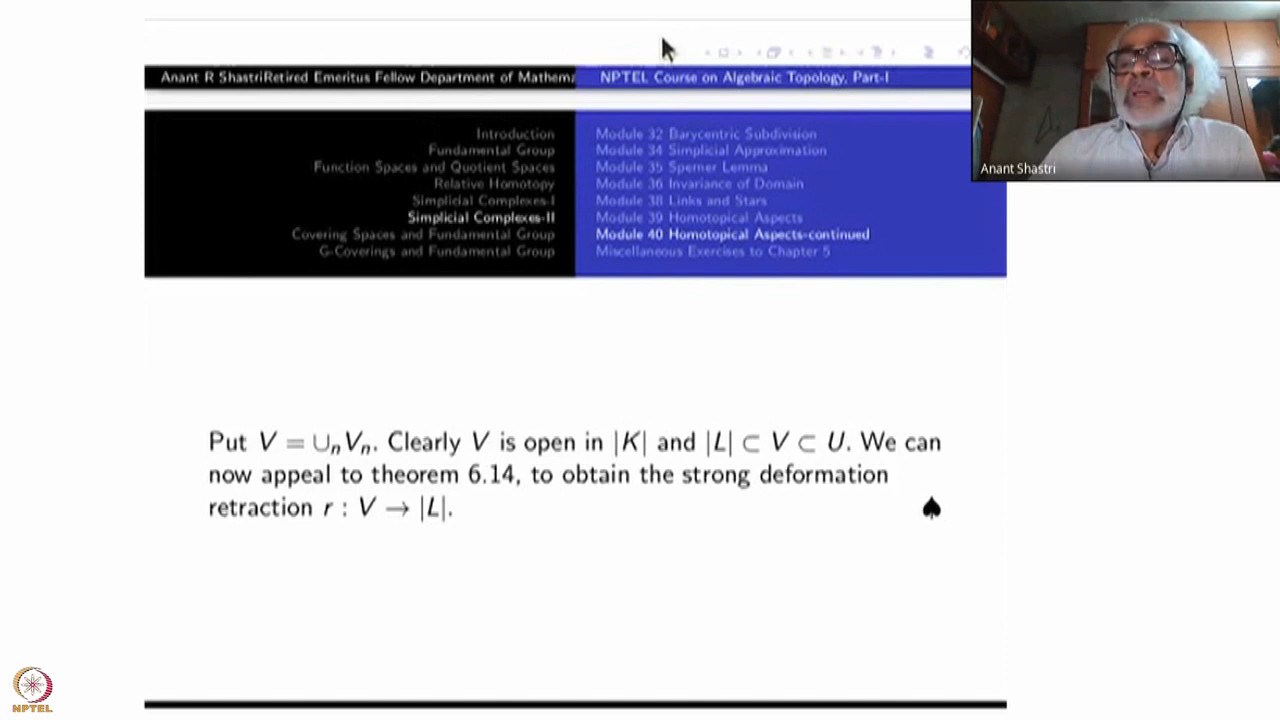 Anant R ShastriRetired Emeritus Fellow Department of Mathema
NPTEL Course on Algebraic Topology, Part-I
Introduction
Fundamental Group
Function Spaces and Quotient Spaces
Relative Homotopy
Simplicial Complexes-I
Simplicial Complexes-II
Covering Spaces and Fundamental Group
G-Coverings and Fundamental Group
Module 32 Barycentric Subdivision
Module 34 Simplicial Approximation
Module 35 Sperner Lemma
Module 36 Invariance of Domain
Module 38 Links and Stars
Module 39 Homotopical Aspects
Module 40 Homotopical Aspects-continued
Miscellaneous Exercises to Chapter 5
Anant Shastri
Put V = ∪ₙVₙ. Clearly V is open in |K| and |L| ⊂ V ⊂ U. We can
now appeal to theorem 6.14, to obtain the strong deformation
retraction r : V → |L|. ♠
NPTEL